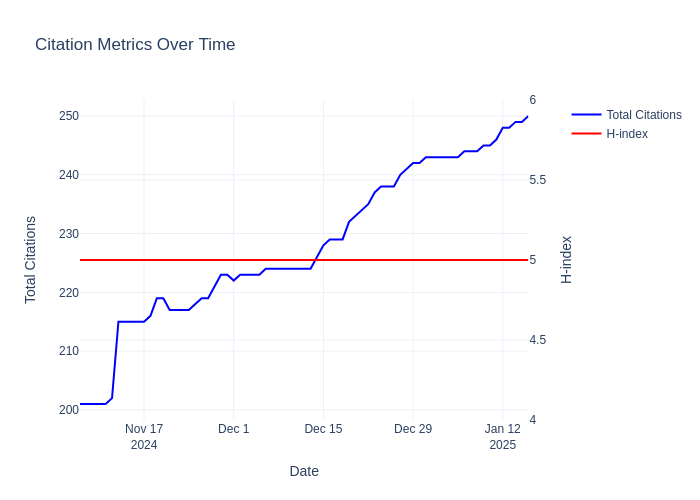 Citation Metrics Over Time
Total Citations
H-index
250
240
230
220
210
200
6
5.5
5
4.5
4
Total Citations
H-index
Nov 17
2024
Dec 1
Dec 15
Dec 29
Jan 12
2025
Date